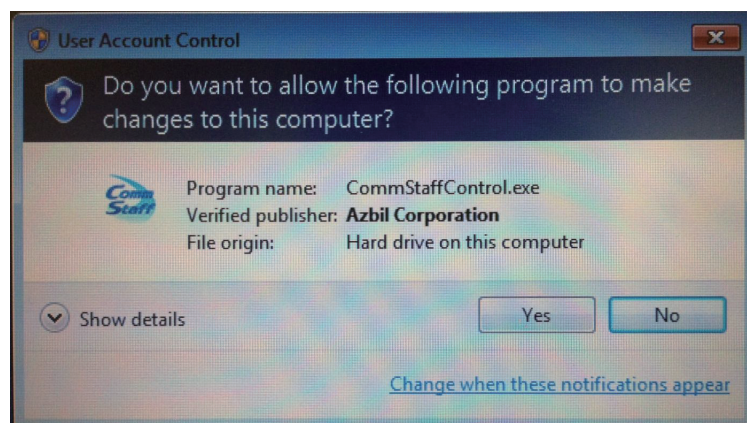 User Account Control
Do you want to allow the following program to make
changes to this computer?
Comm
Staff
Program name: CommStaffControl.exe
Verified publisher: Azbil Corporation
File origin: Hard drive on this computer
Show details
Yes
No
Change when these notifications appear